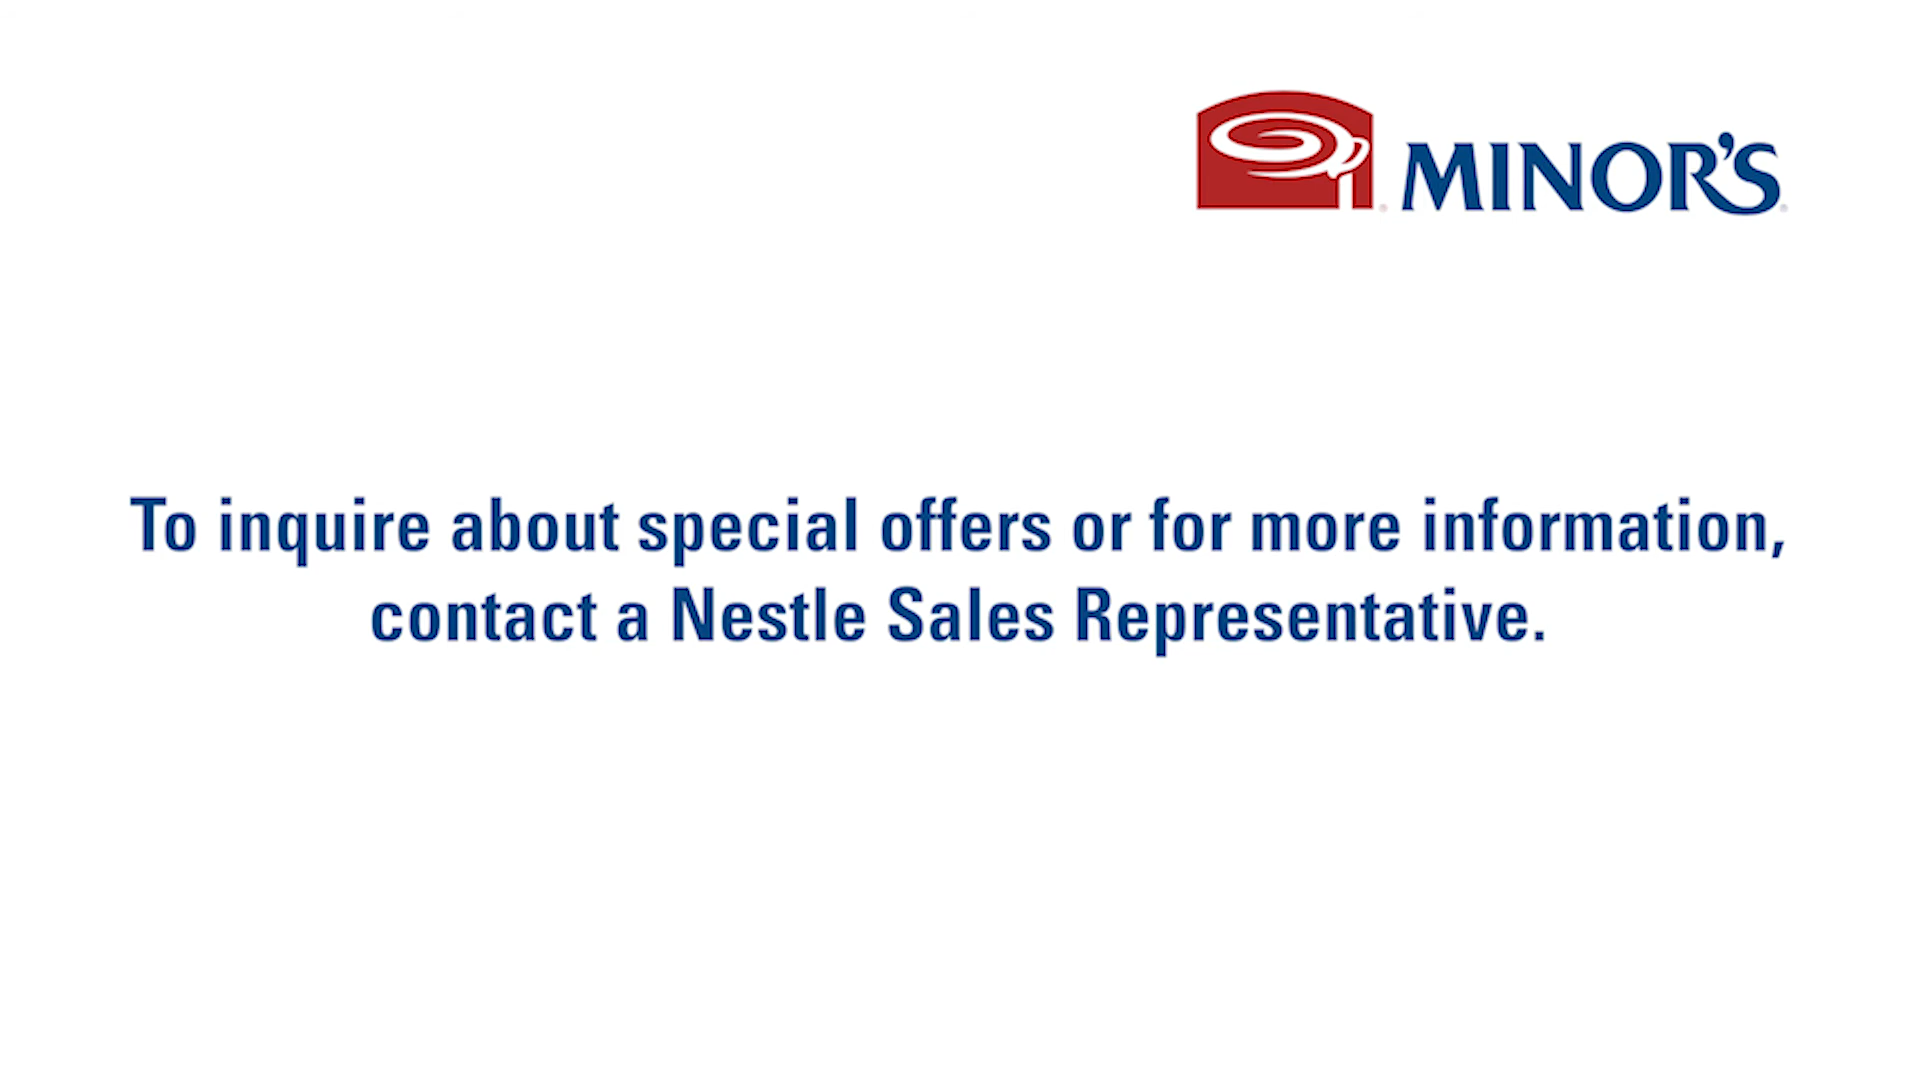 MINOR'S
To inquire about special offers or for more information,
contact a Nestle Sales Representative.